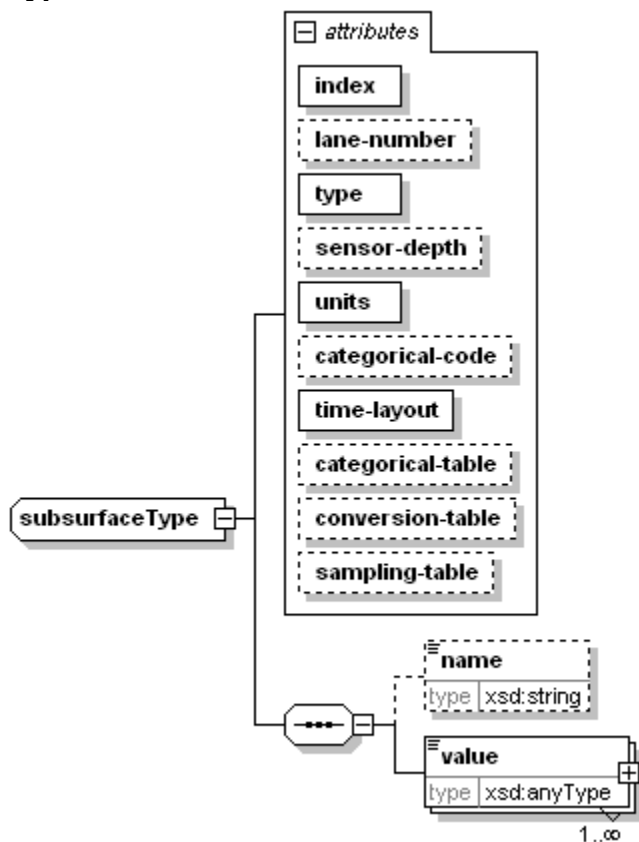 attributes
index
lane-number
type
sensor-depth
units
categorical-code
time-layout
categorical-table
conversion-table
sampling-table
subsurfaceType
name
type xsd:string
value
type xsd:anyType
1..∞